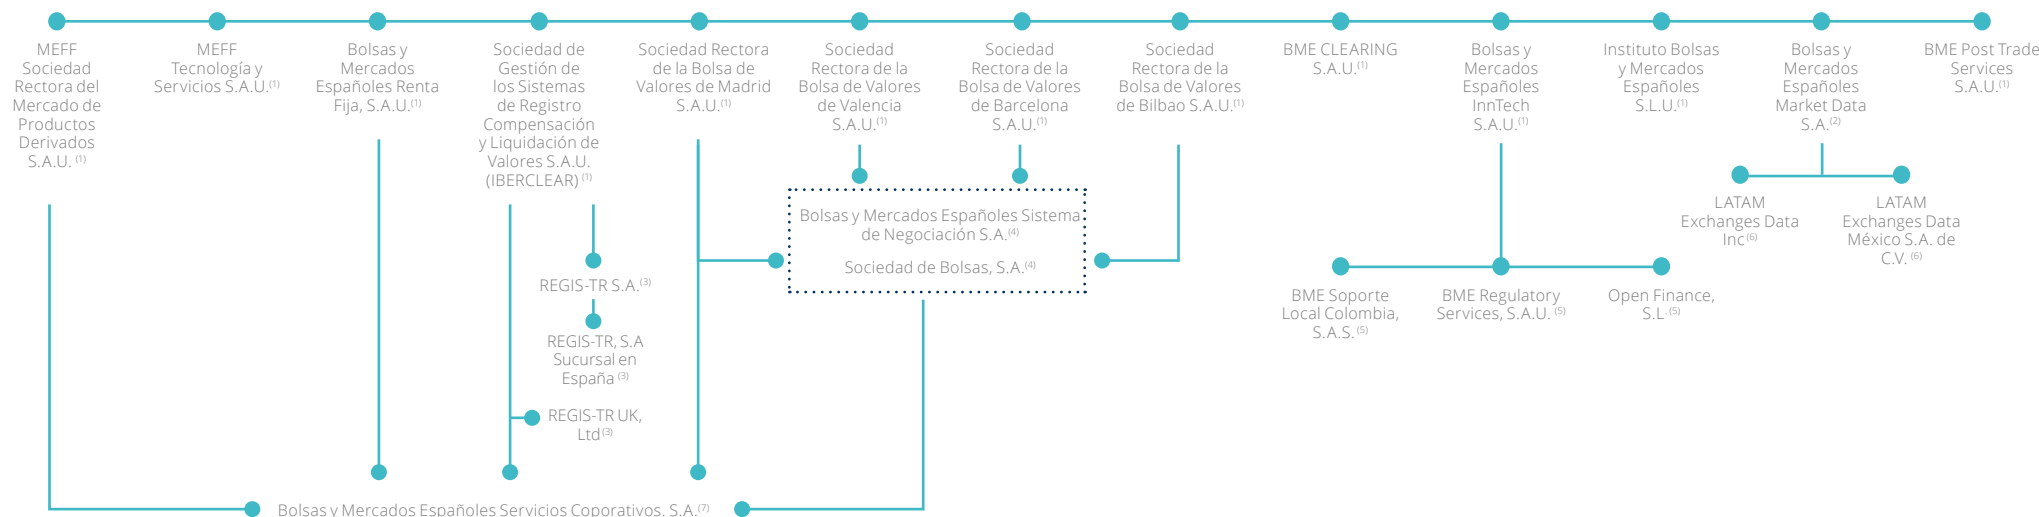 MEFF
Sociedad
Rectora del
Mercado de
Productos
Derivados
S.A.U. (1)
MEFF
Tecnología y
Servicios S.A.U.(1)
Bolsas y
Mercados
Españoles Renta
Fija, S.A.U.(1)
Sociedad de
Gestión de
los Sistemas
de Registro
Compensación
y Liquidación de
Valores S.A.U.
(IBERCLEAR) (1)
Sociedad Rectora
de la Bolsa de
Valores de Madrid
S.A.U.(1)
Sociedad
Rectora de la
Bolsa de Valores
de Valencia
S.A.U.(1)
Sociedad
Rectora de la
Bolsa de Valores
de Barcelona
S.A.U.(1)
Sociedad
Rectora de la
Bolsa de Valores
de Bilbao S.A.U.(1)
BME CLEARING
S.A.U.(1)
Bolsas y
Mercados
Españoles
InnTech
S.A.U.(1)
Instituto Bolsas
y Mercados
Españoles
S.L.U.(1)
Bolsas y
Mercados
Españoles
Market Data
S.A.(2)
BME Post Trade
Services
S.A.U.(1)
Bolsas y Mercados Españoles Sistema
de Negociación S.A.(4)
Sociedad de Bolsas, S.A.(4)
LATAM
Exchanges Data
Inc(6)
LATAM
Exchanges Data
México S.A. de
C.V. (6)
REGIS-TR S.A.(3)
REGIS-TR, S.A
Sucursal en
España (3)
REGIS-TR UK,
Ltd(3)
BME Soporte
Local Colombia,
S.A.S.(5)
BME Regulatory
Services, S.A.U. (5)
Open Finance,
S.L.(5)
Bolsas y Mercados Españoles Servicios Coporativos. S.A.(7)